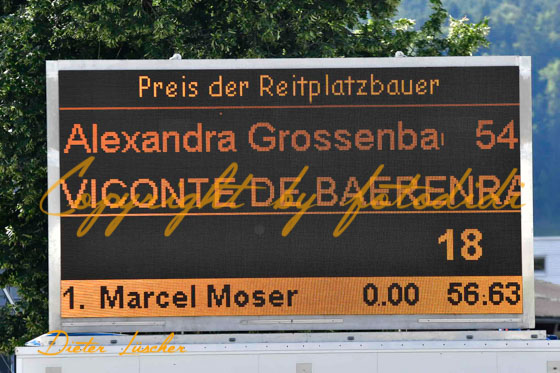 Preis der Reitplatzbauer
Alexandra Grossenba 54
VICONTE DE BAERENRA
Copyright by fotodidi
18
1. Marcel Moser 0.00 56.63
Dieter Luscher